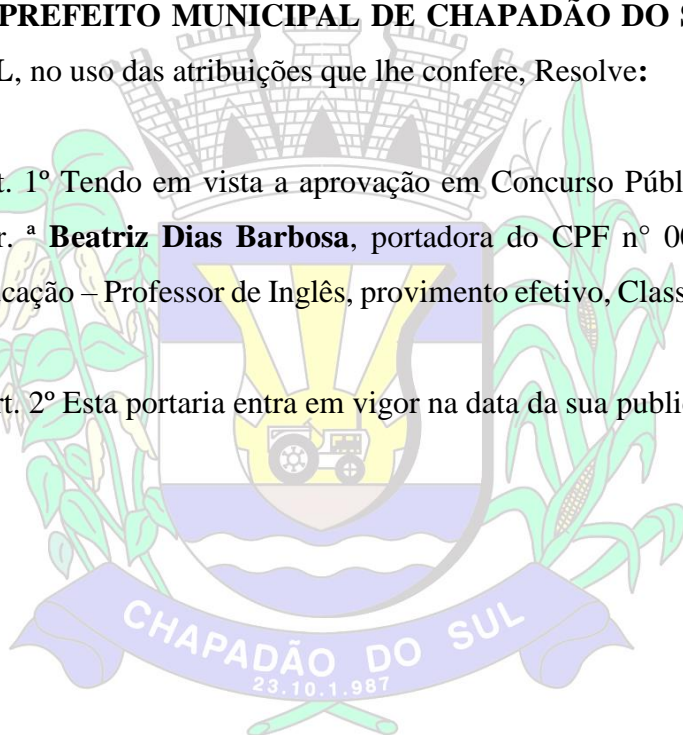 PREFEITO MUNICIPAL DE CHAPADÃO DO S
L, no uso das atribuições que lhe confere, Resolve:
t. 1º Tendo em vista a aprovação em Concurso Públ
r. ª Beatriz Dias Barbosa, portadora do CPF n° 0
cação – Professor de Inglês, provimento efetivo, Class
rt. 2º Esta portaria entra em vigor na data da sua publi
CHAPADÃO DO SUL
23.10.1.987